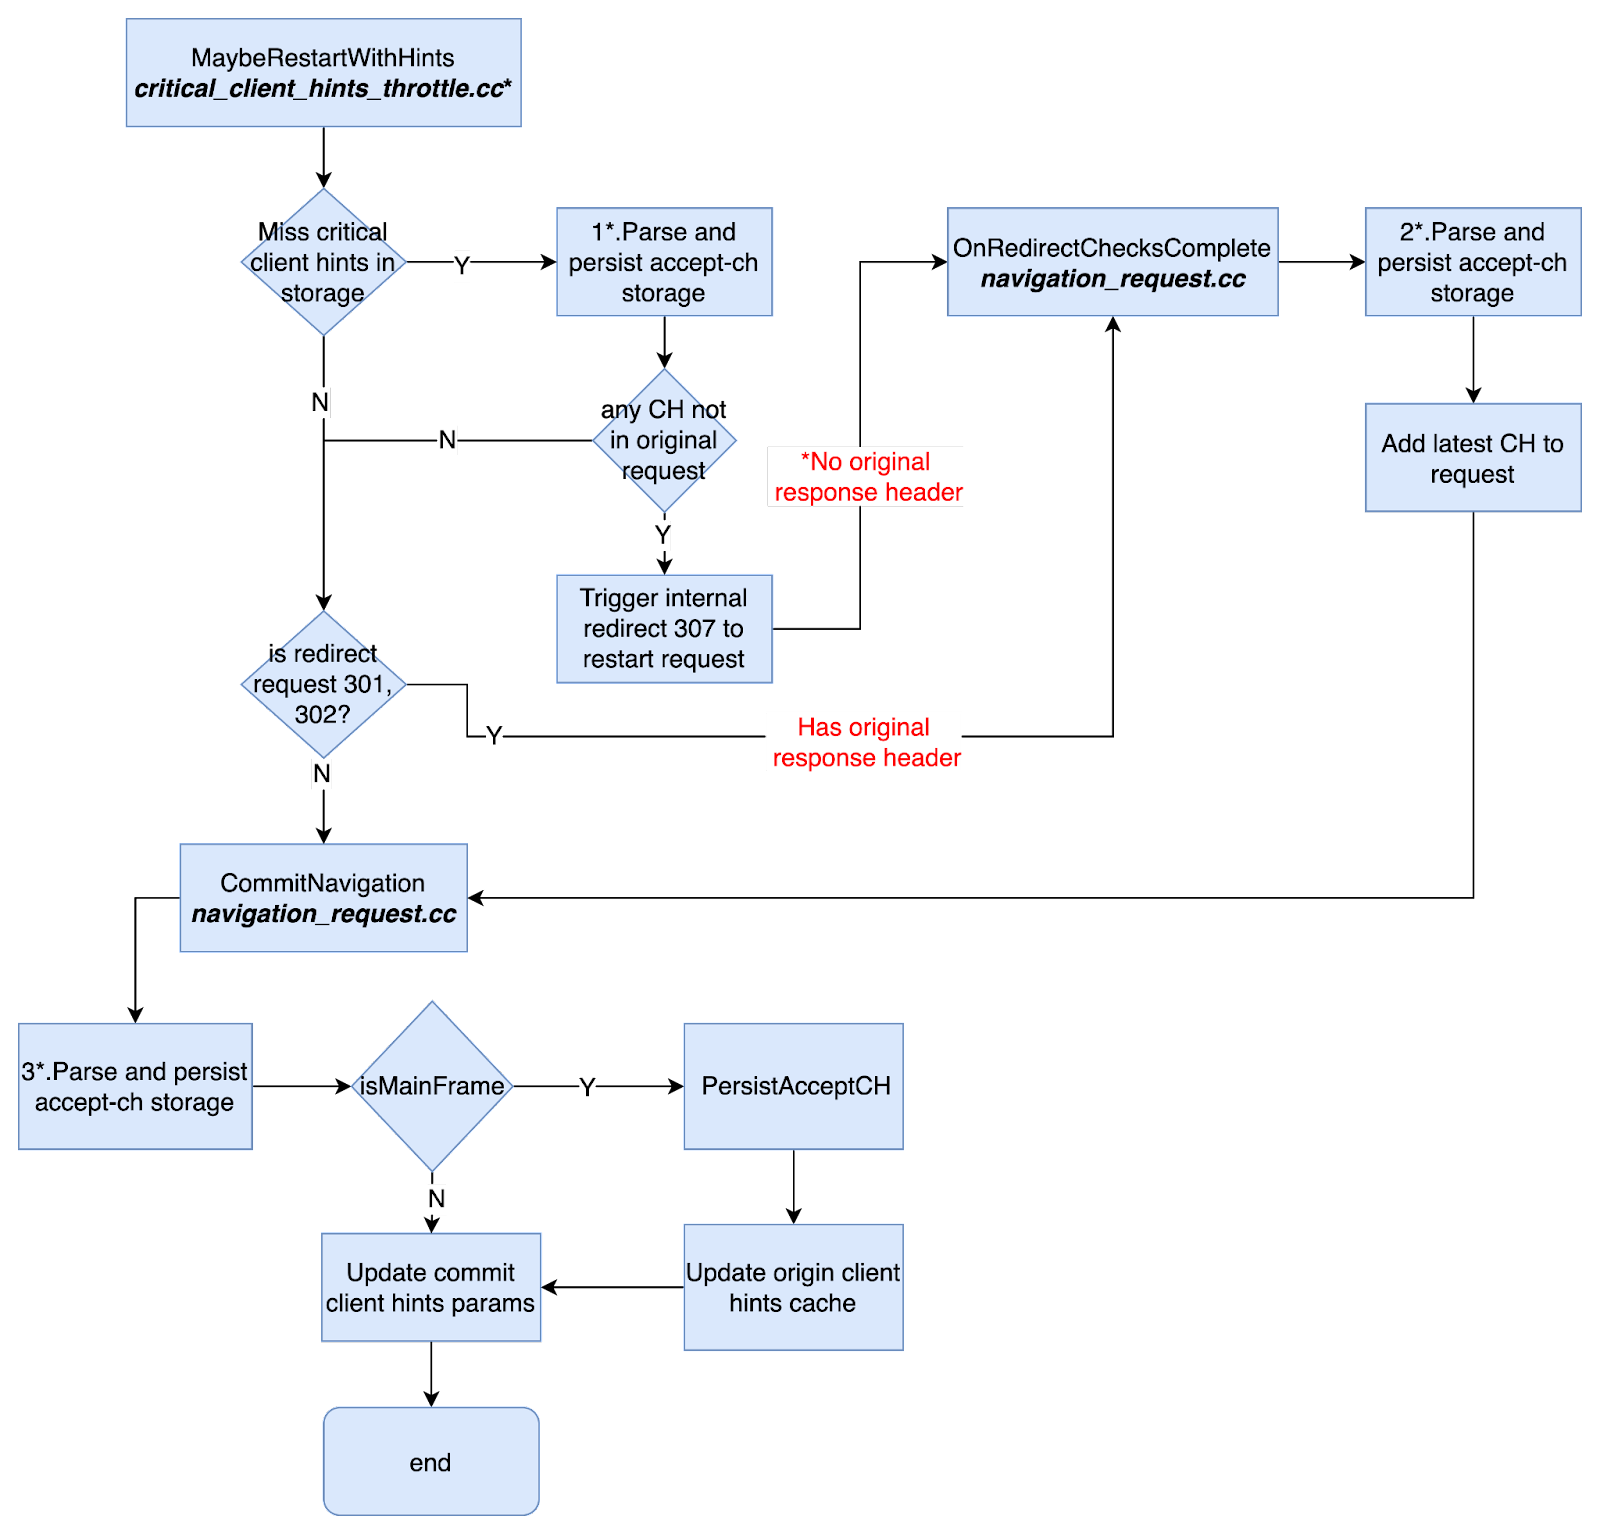 MaybeRestartWithHints
critical_client_hints_throttle.cc*
Miss critical
client hints in
storage
Y
1*.Parse and
persist accept-ch
storage
OnRedirectChecksComplete
navigation_request.cc
2*.Parse and
persist accept-ch
storage
N
any CH not
in original
request
N
Y
*No original
response header
Add latest CH to
request
Trigger internal
redirect 307 to
restart request
is redirect
request 301,
302?
Y
Has original
response header
N
CommitNavigation
navigation_request.cc
3*.Parse and persist
accept-ch storage
isMainFrame
Y
PersistAcceptCH
N
Update commit
client hints params
Update origin client
hints cache
end